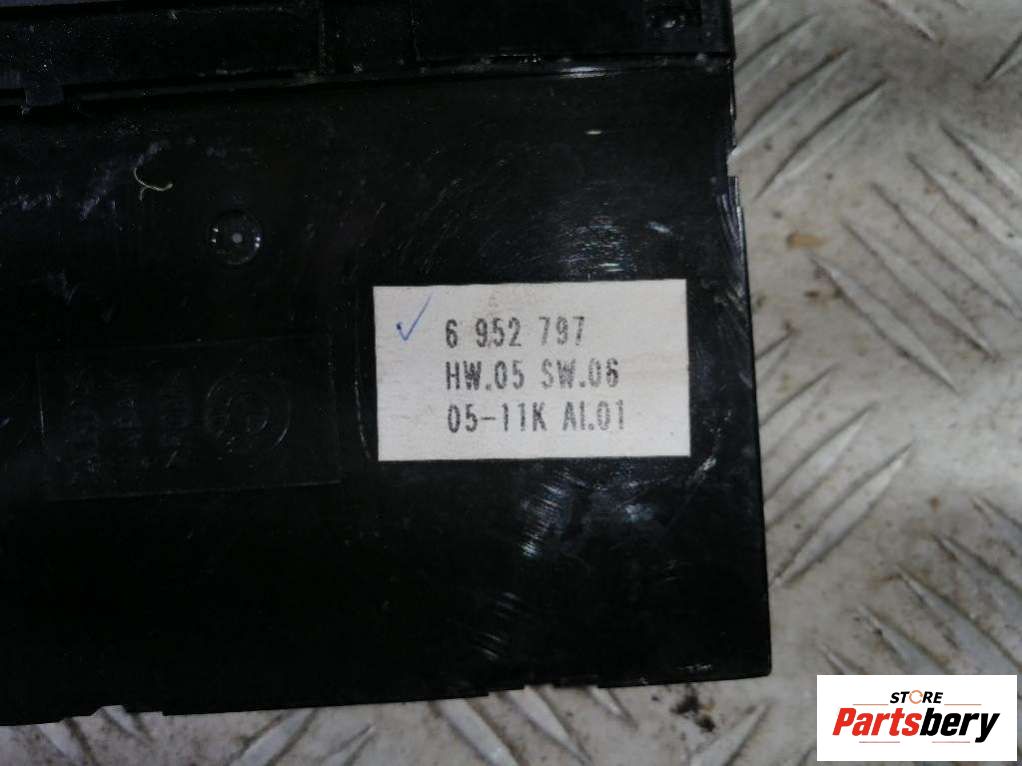 6 952 797
HW.05 SW.06
05-11K AI.01
STORE
Partsbery